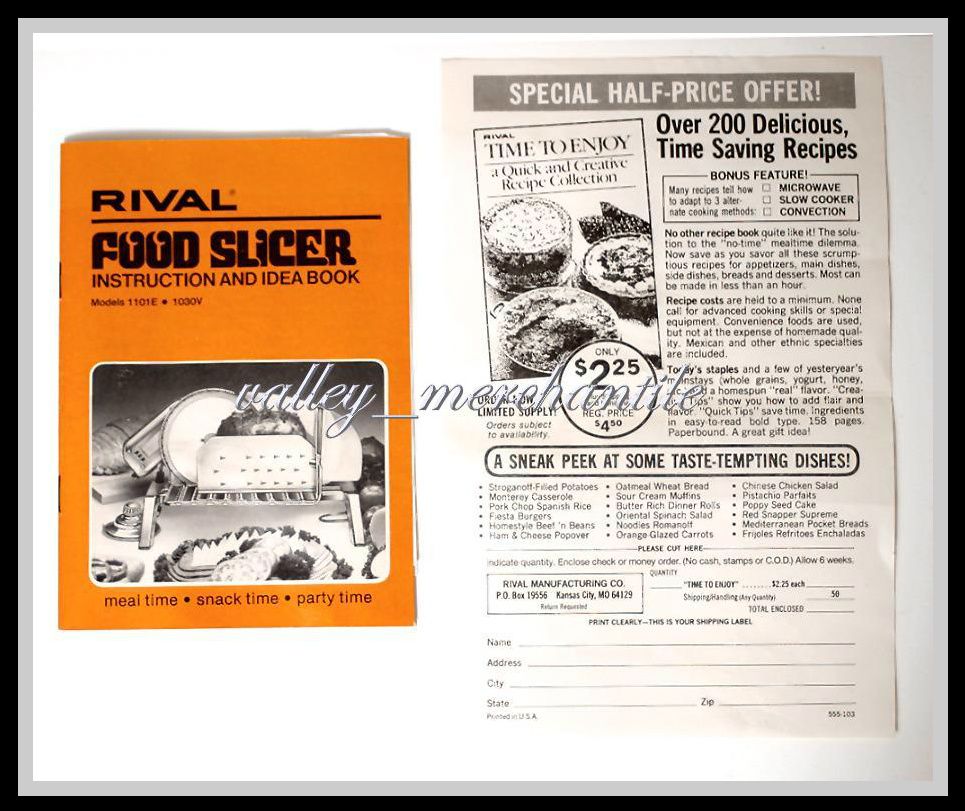 RIVAL®
FOOD SLICER
INSTRUCTION AND IDEA BOOK
Models 1101E • 1030V
meal time • snack time • party time
valley_merchantile
SPECIAL HALF-PRICE OFFER!
RIVAL
TIME TO ENJOY
a Quick and Creative
Recipe Collection
ONLY
$2.25
REG. PRICE
$4.50
ORDER NOW
LIMITED SUPPLY!
Orders subject
to availability.
Over 200 Delicious,
Time Saving Recipes
BONUS FEATURE!
Many recipes tell how
to adapt to 3 alter-
nate cooking methods:
☐ MICROWAVE
☐ SLOW COOKER
☐ CONVECTION
No other recipe book quite like it! The solu-
tion to the "no-time" mealtime dilemma.
Now save as you savor all these scrump-
tious recipes for appetizers, main dishes,
side dishes, breads and desserts. Most can
be made in less than an hour.
Recipe costs are held to a minimum. None
call for advanced cooking skills or special
equipment. Convenience foods are used,
but not at the expense of homemade qual-
ity. Mexican and other ethnic specialties
are included.
Today's staples and a few of yesteryear's
mainstays (whole grains, yogurt, honey,
a homespun "real" flavor. "Crea-
Tips" show you how to add flair and
flavor. "Quick Tips" save time. Ingredients
in easy-to-read bold type. 158 pages.
Paperbound. A great gift idea!
A SNEAK PEEK AT SOME TASTE-TEMPTING DISHES!
• Stroganoff-Filled Potatoes
• Monterey Casserole
• Pork Chop Spanish Rice
• Fiesta Burgers
• Homestyle Beef 'n Beans
• Ham & Cheese Popover
• Oatmeal Wheat Bread
• Sour Cream Muffins
• Butter Rich Dinner Rolls
• Oriental Spinach Salad
• Noodles Romanoff
• Orange-Glazed Carrots
• Chinese Chicken Salad
• Pistachio Parfaits
• Poppy Seed Cake
• Red Snapper Supreme
• Mediterranean Pocket Breads
• Frijoles Refritoes Enchaladas
PLEASE CUT HERE
Indicate quantity. Enclose check or money order. (No cash, stamps or C.O.D.) Allow 6 weeks.
RIVAL MANUFACTURING CO.
P.O. Box 19556 Kansas City, MO 64129
Return Requested
QUANTITY
"TIME TO ENJOY" ...... $2.25 each
Shipping/Handling (Any Quantity) .50
TOTAL ENCLOSED
PRINT CLEARLY—THIS IS YOUR SHIPPING LABEL
Name
Address
City
State Zip
Printed in U.S.A. 555-103